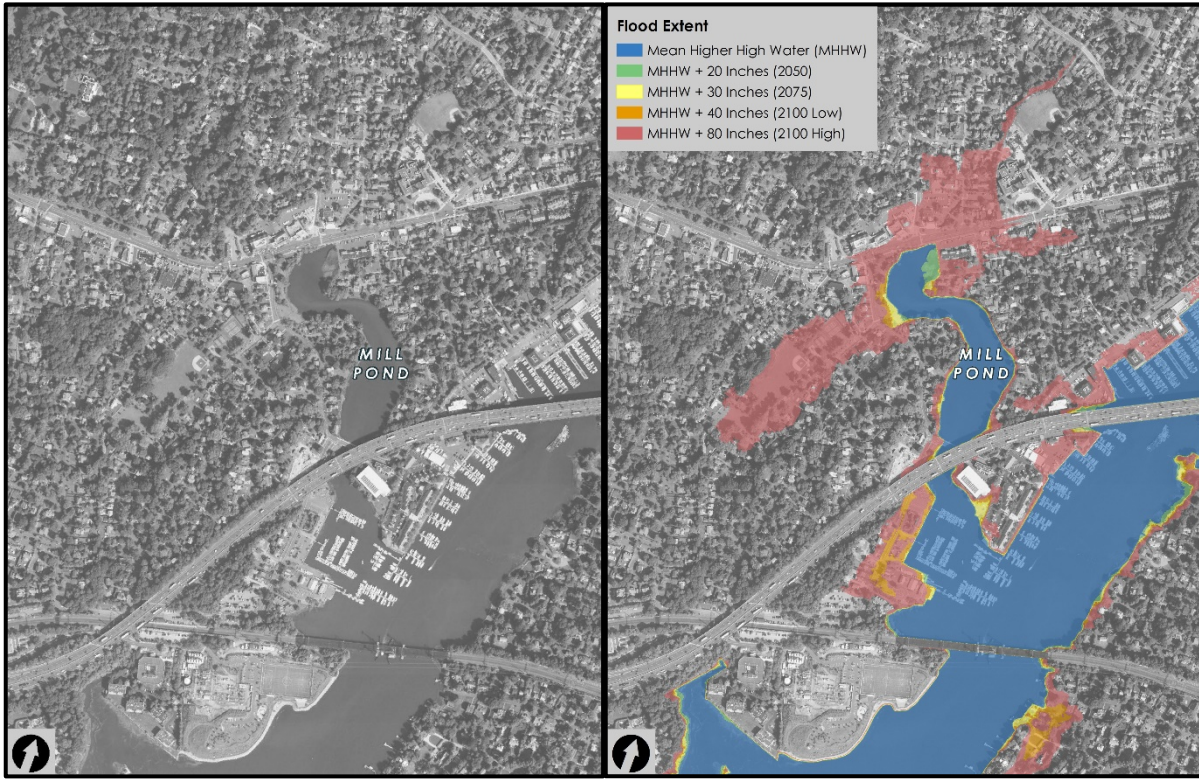 MILL
POND
Flood Extent
Mean Higher High Water (MHHW)
MHHW + 20 Inches (2050)
MHHW + 30 Inches (2075)
MHHW + 40 Inches (2100 Low)
MHHW + 80 Inches (2100 High)
MILL
POND